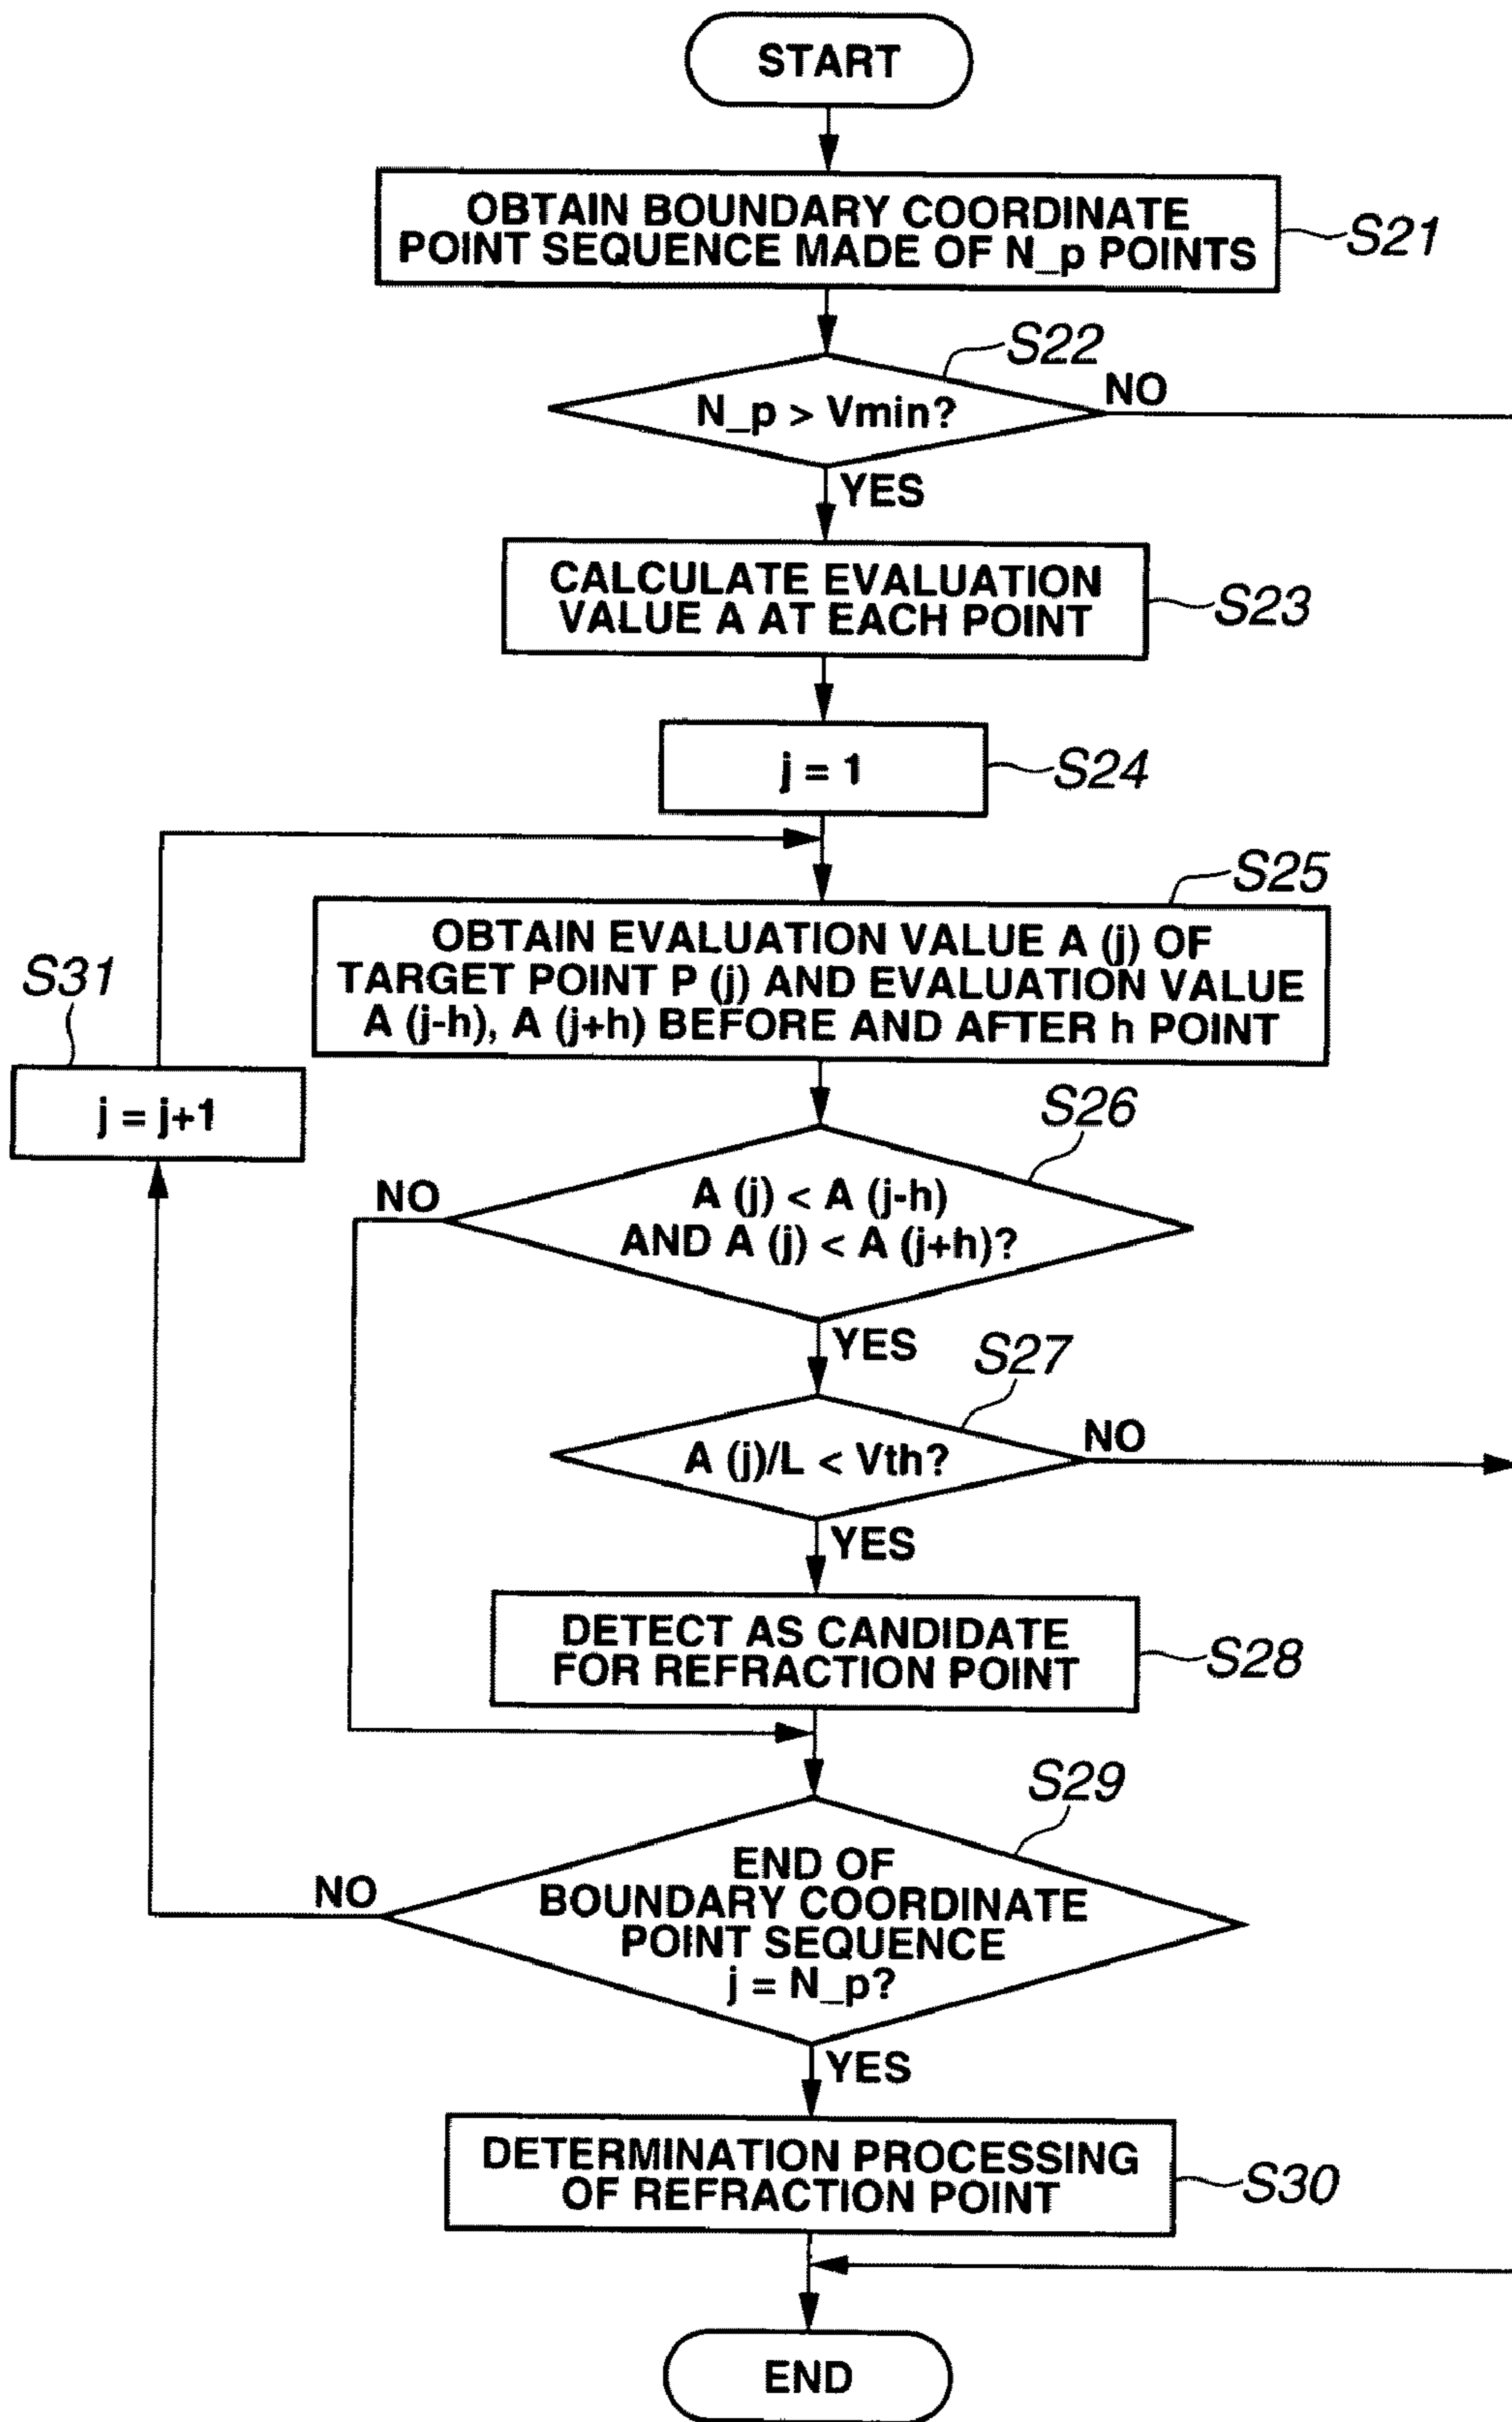 START
OBTAIN BOUNDARY COORDINATE
POINT SEQUENCE MADE OF N_p POINTS
S21
S22
N_p > Vmin?
NO
YES
CALCULATE EVALUATION
VALUE A AT EACH POINT
S23
j = 1
S24
S25
OBTAIN EVALUATION VALUE A (j) OF
TARGET POINT P (j) AND EVALUATION VALUE
A (j-h), A (j+h) BEFORE AND AFTER h POINT
S31
j = j+1
S26
NO
A (j) < A (j-h)
AND A (j) < A (j+h)?
YES
S27
A (j)/L < Vth?
NO
YES
DETECT AS CANDIDATE
FOR REFRACTION POINT
S28
S29
NO
END OF
BOUNDARY COORDINATE
POINT SEQUENCE
j = N_p?
YES
DETERMINATION PROCESSING
OF REFRACTION POINT
S30
END